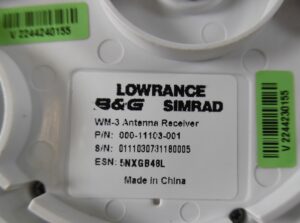 V 2244240155
LOWRANCE
B&G SIMRAD
WM-3 Antenna Receiver
P/N: 000-11103-001
S/N: 0111030731180005
ESN: 5NXGB48L
Made in China
V 2244230155